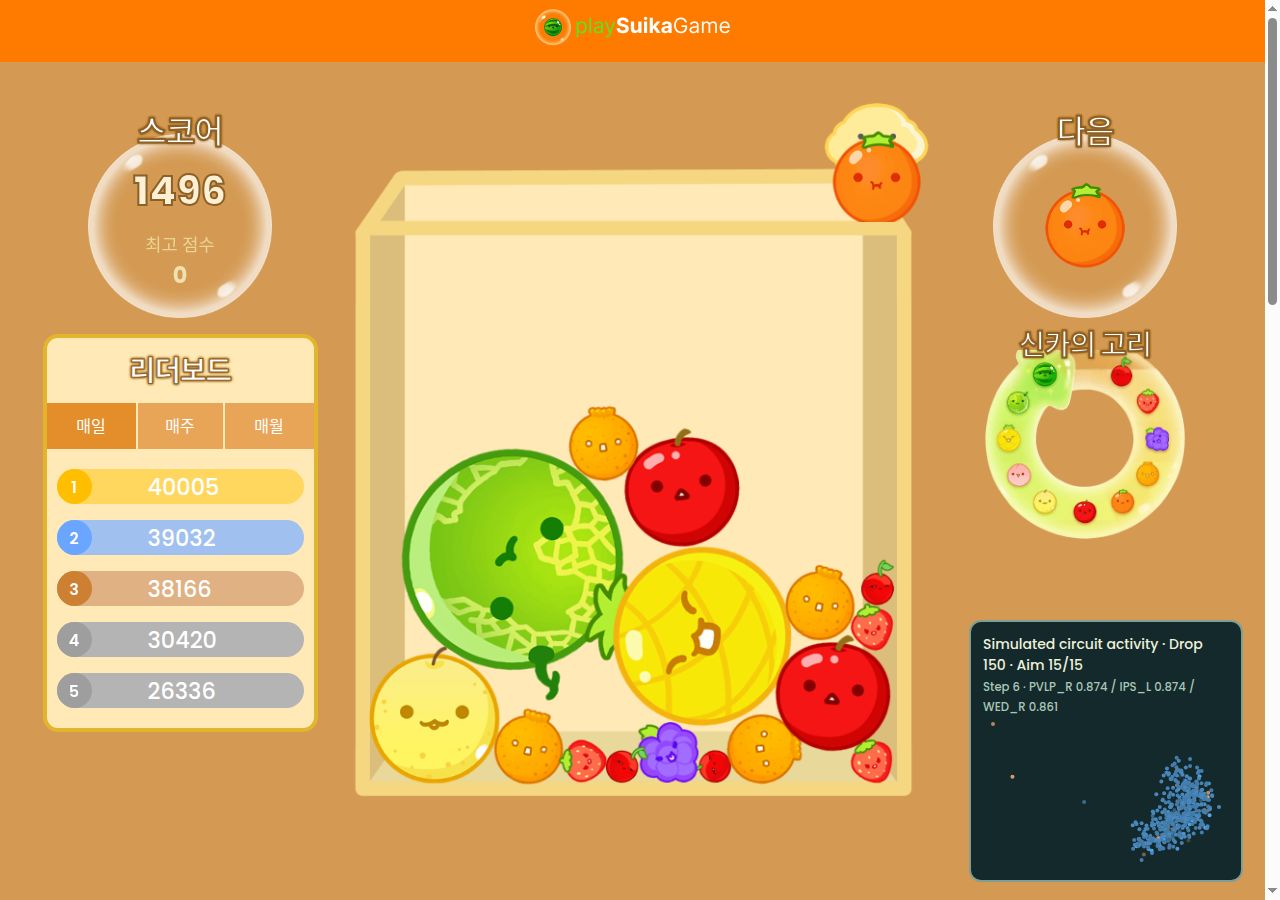 playSuikaGame
스코어
1496
최고 점수
0
리더보드
매일 매주 매월
1 40005
2 39032
3 38166
4 30420
5 26336
다음
신카의 고리
Simulated circuit activity · Drop
150 · Aim 15/15
Step 6 · PVLP_R 0.874 / IPS_L 0.874 /
WED_R 0.861